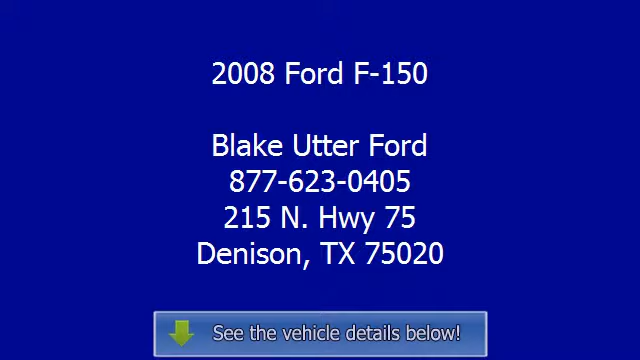 2008 Ford F-150
Blake Utter Ford
877-623-0405
215 N. Hwy 75
Denison, TX 75020
See the vehicle details below!